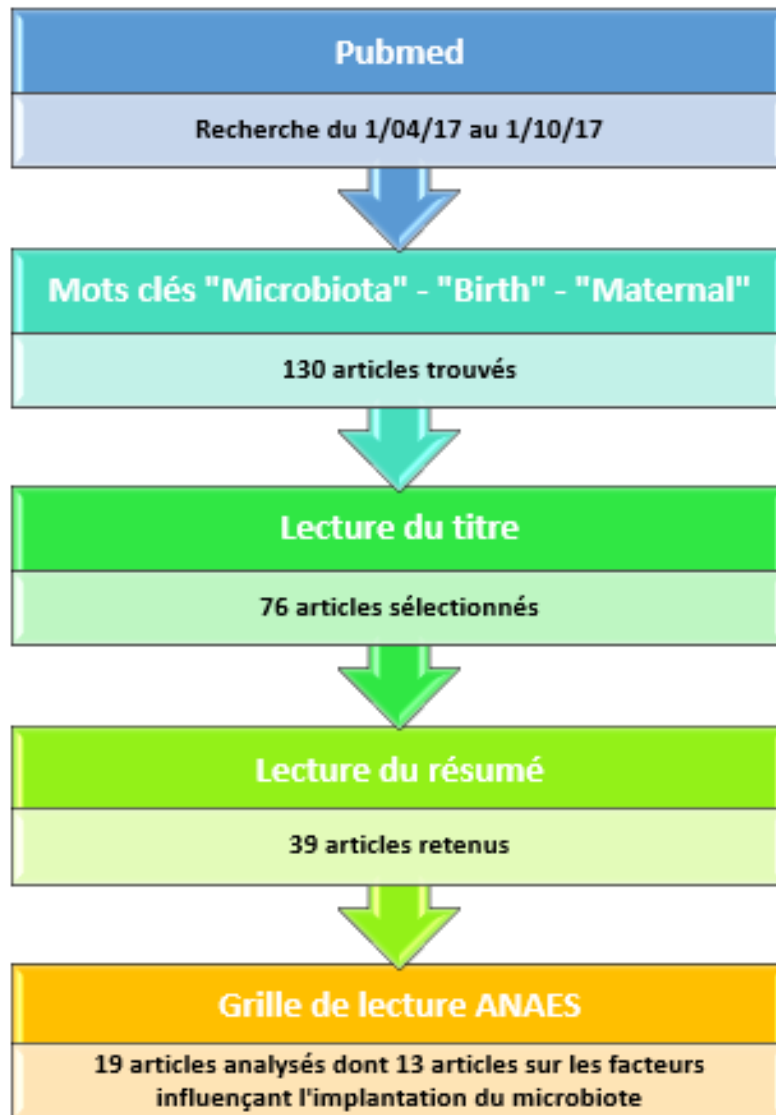 Pubmed
Recherche du 1/04/17 au 1/10/17
Mots clés "Microbiota" - "Birth" - "Maternal"
130 articles trouvés
Lecture du titre
76 articles sélectionnés
Lecture du résumé
39 articles retenus
Grille de lecture ANAES
19 articles analysés dont 13 articles sur les facteurs
influençant l'implantation du microbiote